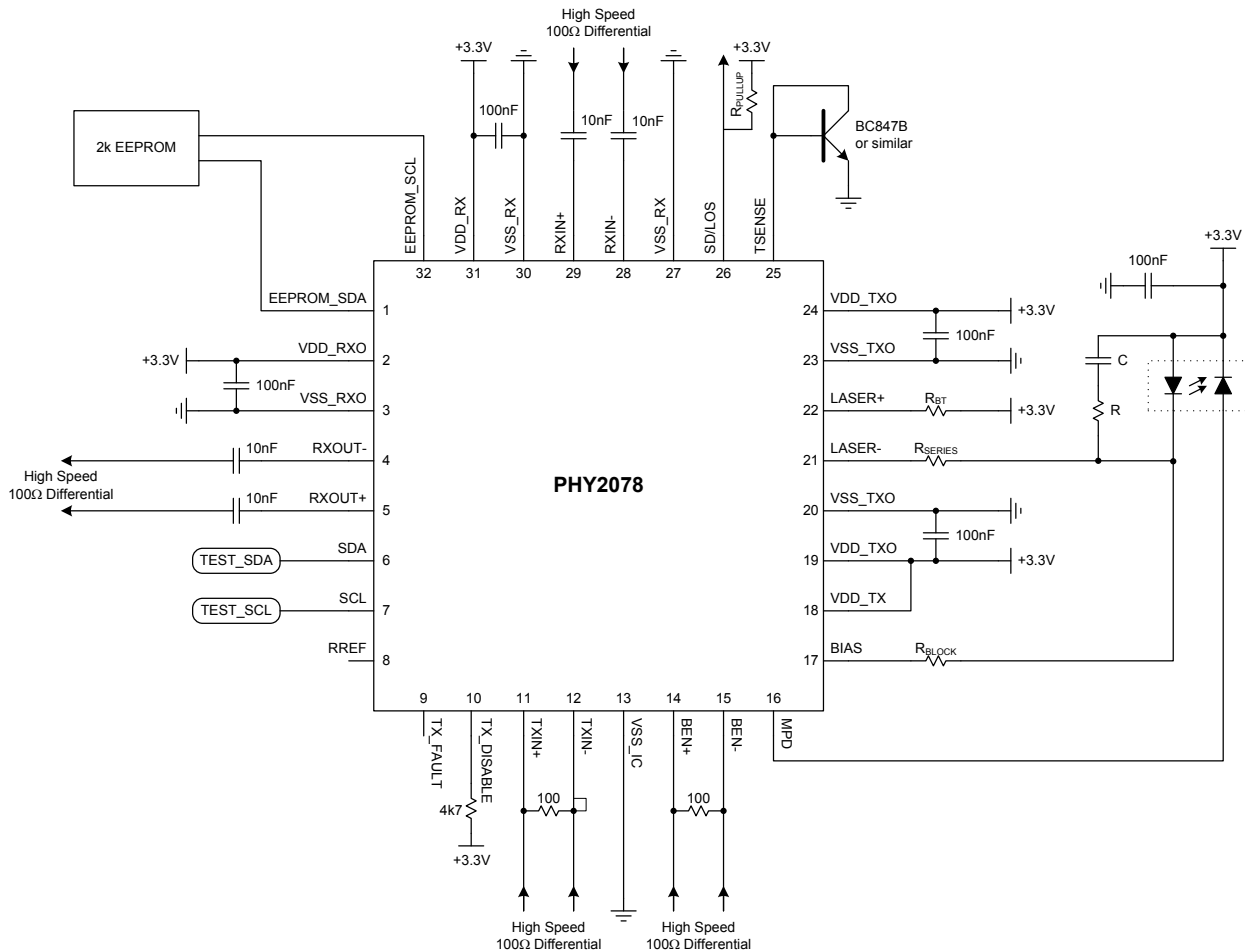 High Speed
100Ω Differential
+3.3V
+3.3V
100nF
10nF
10nF
R_PULLUP
BC847B
or similar
2k EEPROM
EEPROM_SCL
VDD_RX
VSS_RX
RXIN+
RXIN-
VSS_RX
SD/LOS
TSENSE
32
31
30
29
28
27
26
25
+3.3V
100nF
EEPROM_SDA
1
24
VDD_TXO
+3.3V
100nF
+3.3V
VDD_RXO
2
23
VSS_TXO
C
100nF
VSS_RXO
3
22
LASER+
R_BT
+3.3V
R
10nF
RXOUT-
4
21
LASER-
R_SERIES
High Speed
100Ω Differential
PHY2078
10nF
RXOUT+
5
20
VSS_TXO
100nF
TEST_SDA
SDA
6
19
VDD_TXO
+3.3V
TEST_SCL
SCL
7
18
VDD_TX
RREF
8
17
BIAS
R_BLOCK
9
10
11
12
13
14
15
16
TX_FAULT
TX_DISABLE
TXIN+
TXIN-
VSS_IC
BEN+
BEN-
MPD
4k7
100
100
+3.3V
High Speed
100Ω Differential
High Speed
100Ω Differential